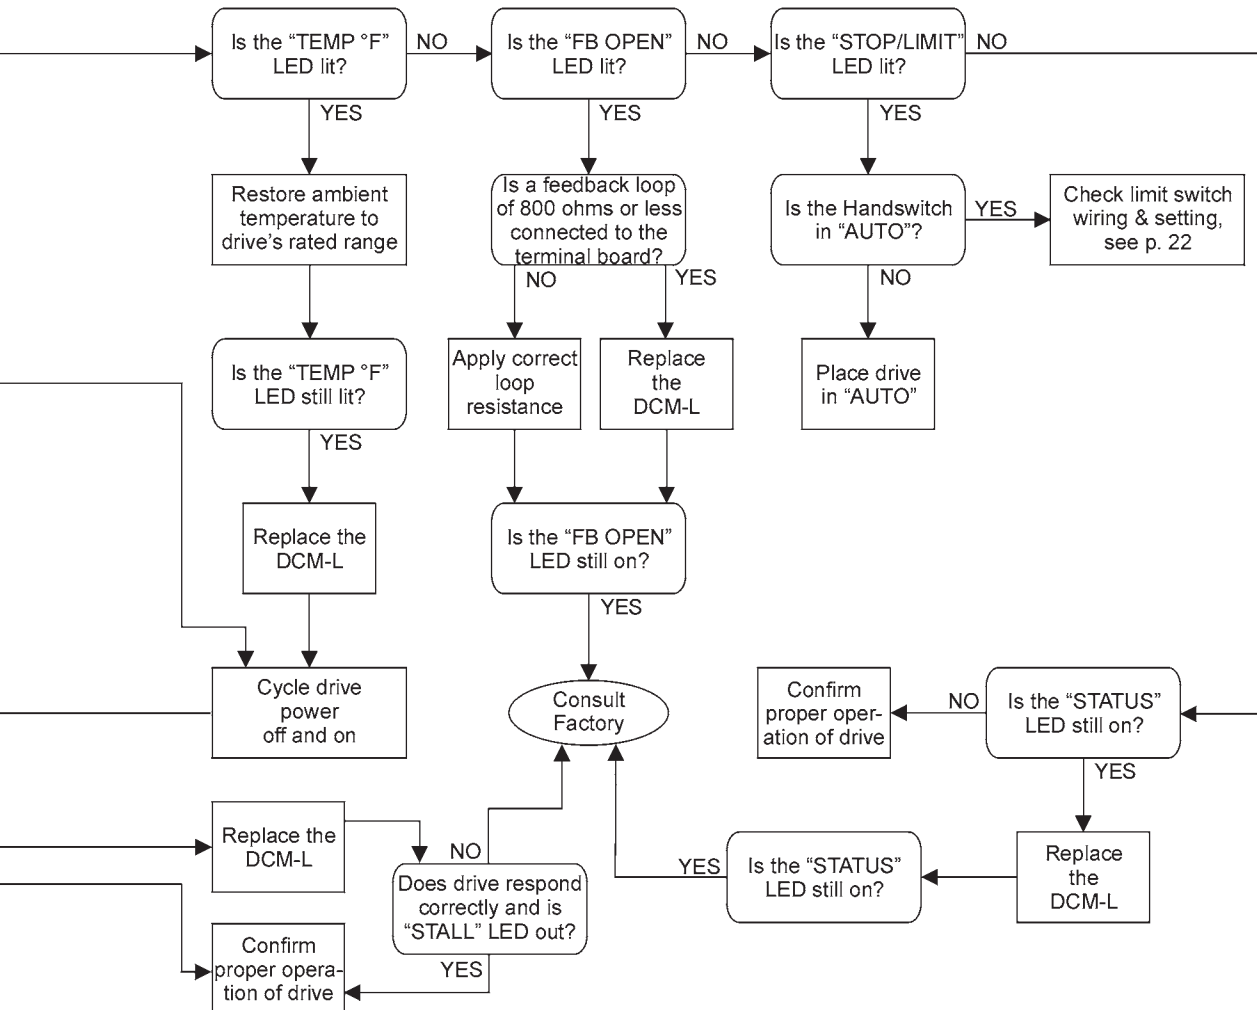 Is the “TEMP °F”
LED lit?
NO
YES
Is the “FB OPEN”
LED lit?
NO
YES
Is the “STOP/LIMIT”
LED lit?
NO
YES
Restore ambient
temperature to
drive’s rated range
Is a feedback loop
of 800 ohms or less
connected to the
terminal board?
NO
YES
Is the Handswitch
in “AUTO”?
YES
NO
Check limit switch
wiring & setting,
see p. 22
Is the “TEMP °F”
LED still lit?
YES
Apply correct
loop
resistance
Replace
the
DCM-L
Place drive
in “AUTO”
Replace the
DCM-L
Is the “FB OPEN”
LED still on?
YES
Cycle drive
power
off and on
Consult
Factory
Confirm
proper oper-
ation of drive
NO
Is the “STATUS”
LED still on?
YES
Replace the
DCM-L
NO
Does drive respond
correctly and is
“STALL” LED out?
YES
YES
Is the “STATUS”
LED still on?
Replace
the
DCM-L
Confirm
proper opera-
tion of drive